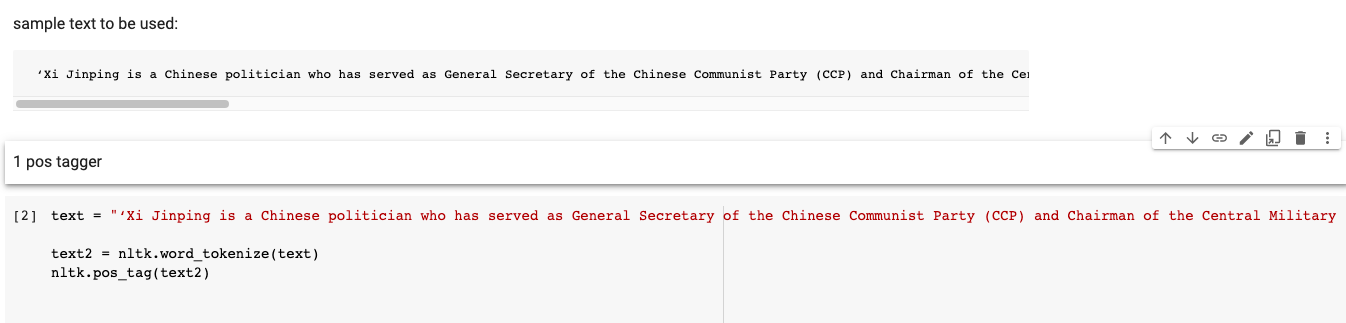 sample text to be used:
‘Xi Jinping is a Chinese politician who has served as General Secretary of the Chinese Communist Party (CCP) and Chairman of the Cen
1 pos tagger
[2] text = "‘Xi Jinping is a Chinese politician who has served as General Secretary of the Chinese Communist Party (CCP) and Chairman of the Central Military
text2 = nltk.word_tokenize(text)
nltk.pos_tag(text2)